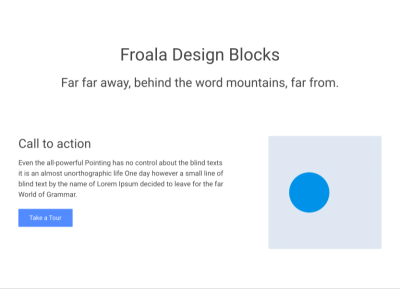 Froala Design Blocks
Far far away, behind the word mountains, far from.
Call to action
Even the all-powerful Pointing has no control about the blind texts
it is an almost unorthographic life One day however a small line of
blind text by the name of Lorem Ipsum decided to leave for the far
World of Grammar.
Take a Tour